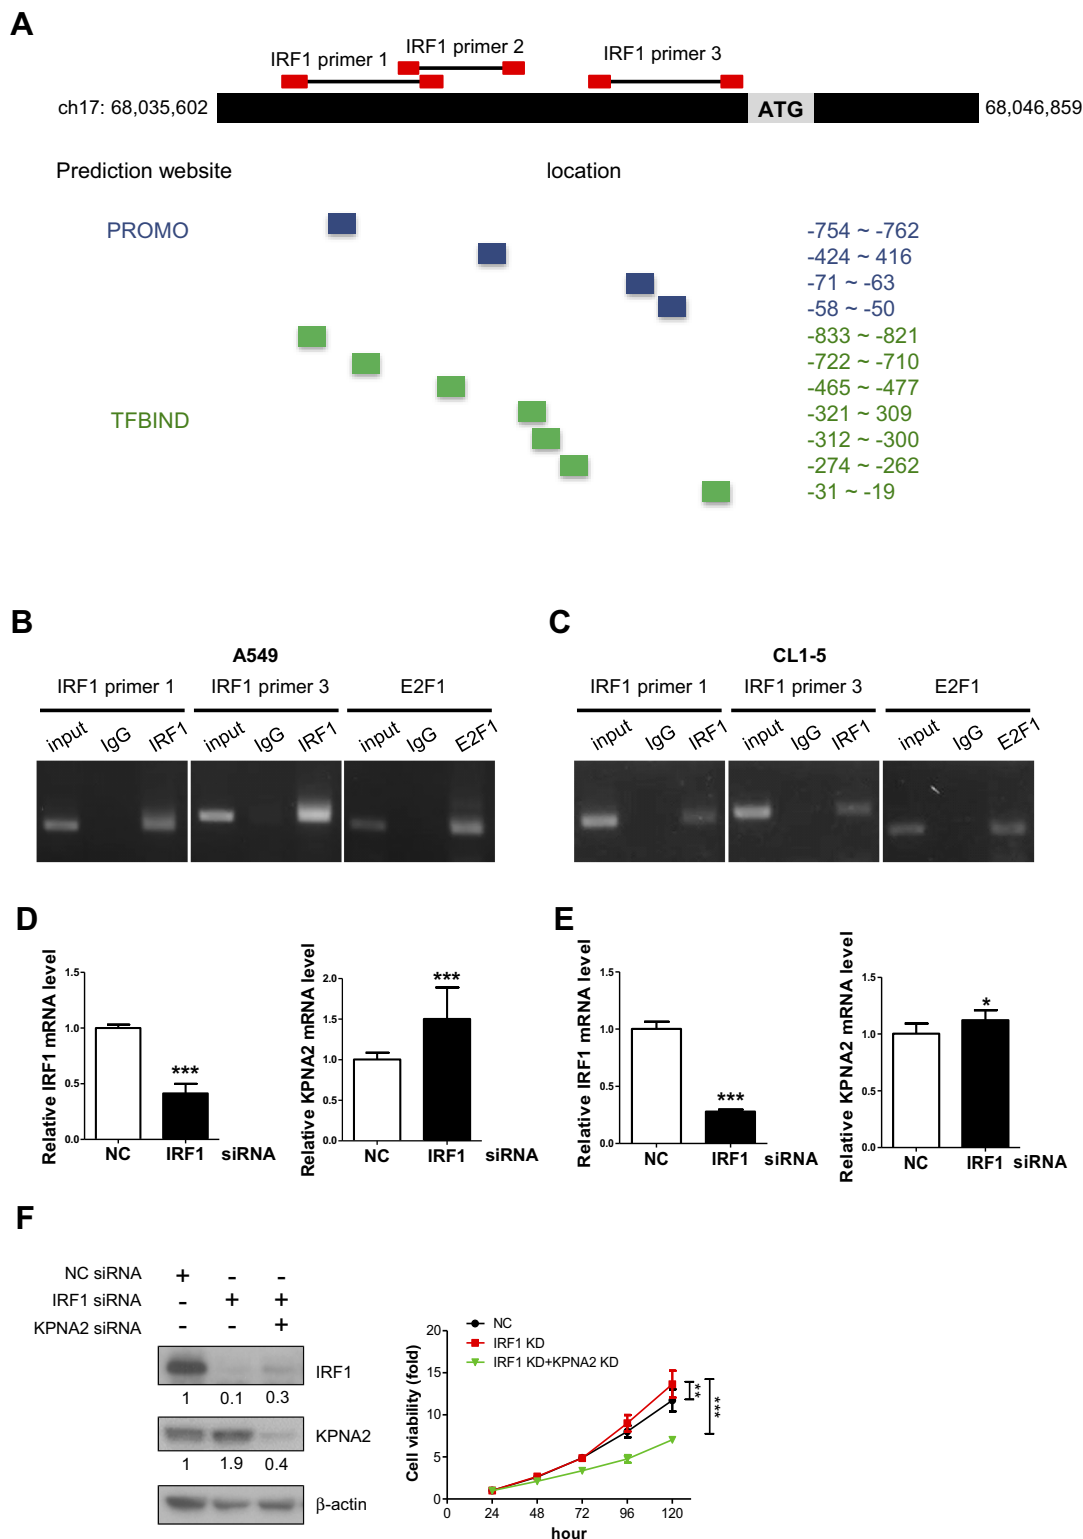 A
IRF1 primer 1
IRF1 primer 2
IRF1 primer 3
ch17: 68,035,602
ATG
68,046,859
Prediction website
location
PROMO
-754 ~ -762
-424 ~ 416
-71 ~ -63
-58 ~ -50
TFBIND
-833 ~ -821
-722 ~ -710
-465 ~ -477
-321 ~ 309
-312 ~ -300
-274 ~ -262
-31 ~ -19
B
A549
IRF1 primer 1
IRF1 primer 3
E2F1
input IgG IRF1
input IgG IRF1
input IgG E2F1
C
CL1-5
IRF1 primer 1
IRF1 primer 3
E2F1
input IgG IRF1
input IgG IRF1
input IgG E2F1
D
Relative IRF1 mRNA level
1.5
1.0
0.5
0.0
***
NC IRF1 siRNA
Relative KPNA2 mRNA level
2.0
1.5
1.0
0.5
0.0
***
NC IRF1 siRNA
E
Relative IRF1 mRNA level
1.5
1.0
0.5
0.0
***
NC IRF1 siRNA
Relative KPNA2 mRNA level
1.5
1.0
0.5
0.0
*
NC IRF1 siRNA
F
NC siRNA + - -
IRF1 siRNA - + +
KPNA2 siRNA - - +
IRF1
1 0.1 0.3
KPNA2
1 1.9 0.4
β-actin
NC
IRF1 KD
IRF1 KD+KPNA2 KD
Cell viability (fold)
20
15
10
5
0
**
***
0 24 48 72 96 120
hour